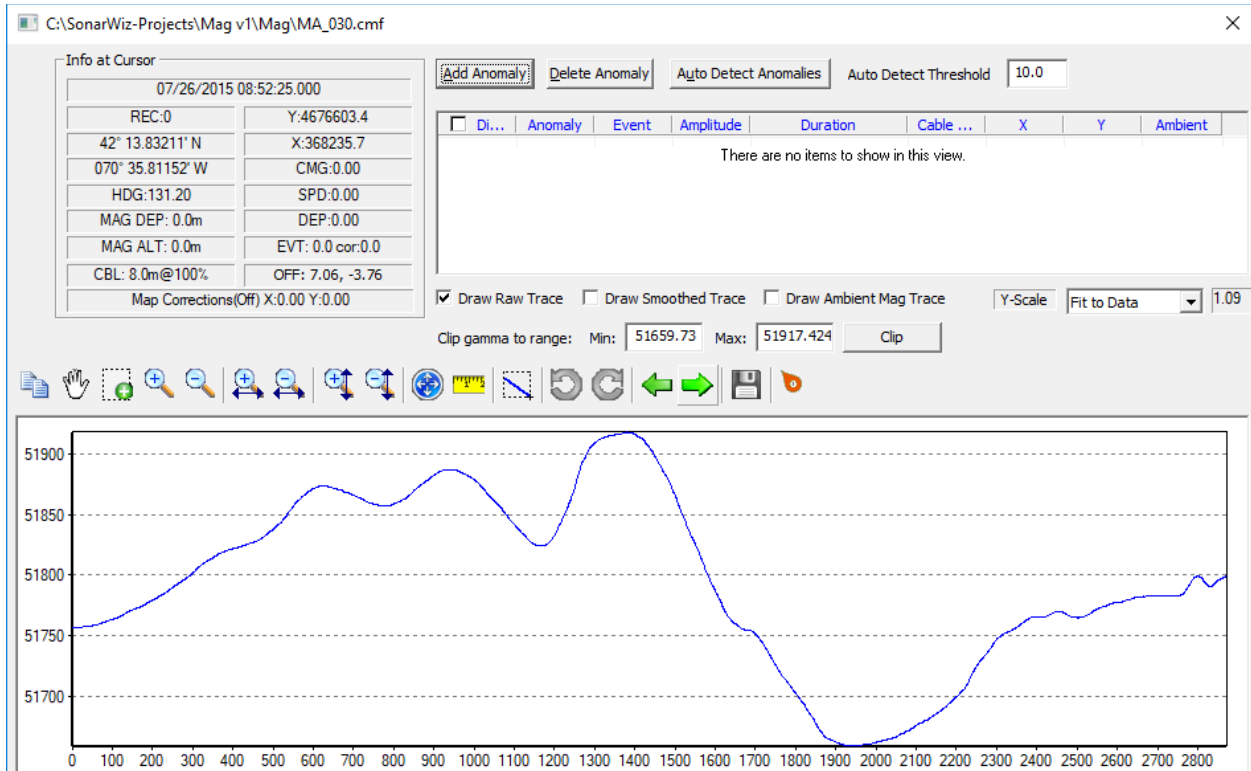 C:\SonarWiz-Projects\Mag v1\Mag\MA_030.cmf
Info at Cursor
07/26/2015 08:52:25.000
REC:0 Y:4676603.4
42° 13.83211' N X:368235.7
070° 35.81152' W CMG:0.00
HDG:131.20 SPD:0.00
MAG DEP: 0.0m DEP:0.00
MAG ALT: 0.0m EVT: 0.0 cor:0.0
CBL: 8.0m@100% OFF: 7.06, -3.76
Map Corrections(Off) X:0.00 Y:0.00
Add Anomaly Delete Anomaly Auto Detect Anomalies Auto Detect Threshold 10.0
Di... Anomaly Event Amplitude Duration Cable ... X Y Ambient
There are no items to show in this view.
Draw Raw Trace Draw Smoothed Trace Draw Ambient Mag Trace Y-Scale Fit to Data 1.09
Clip gamma to range: Min: 51659.73 Max: 51917.424 Clip
51900
51850
51800
51750
51700
0 100 200 300 400 500 600 700 800 900 1000 1100 1200 1300 1400 1500 1600 1700 1800 1900 2000 2100 2200 2300 2400 2500 2600 2700 2800